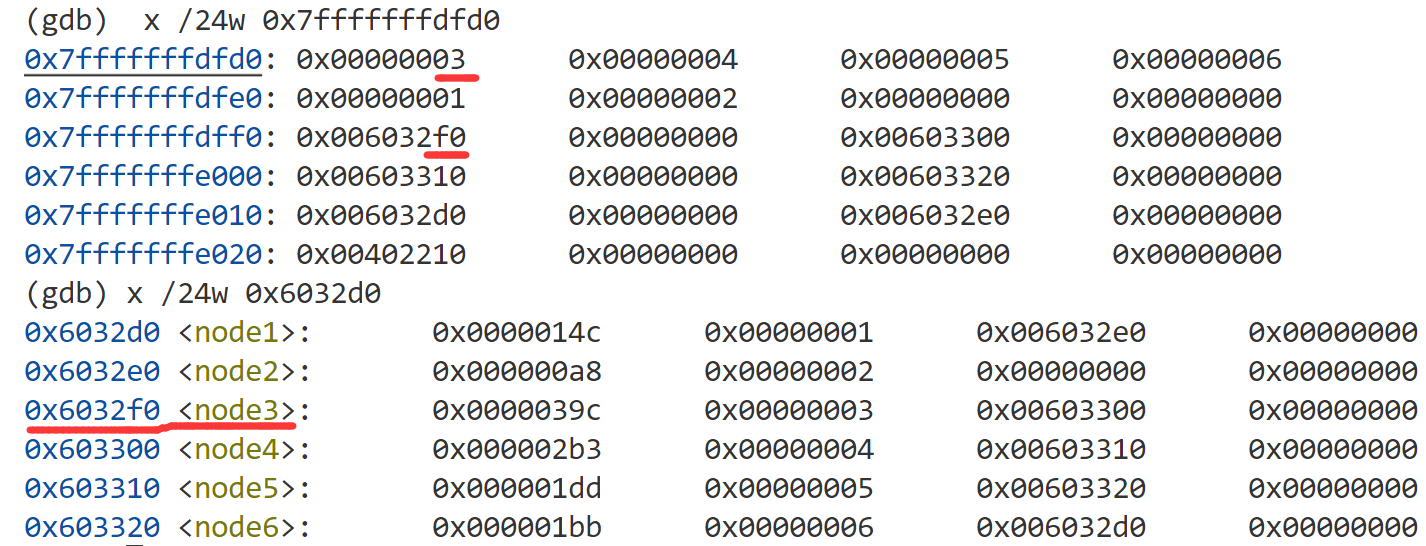 (gdb)  x /24w 0x7fffffffdfd0
0x7fffffffdfd0: 0x00000003 0x00000004 0x00000005 0x00000006
0x7fffffffdfe0: 0x00000001 0x00000002 0x00000000 0x00000000
0x7fffffffdff0: 0x006032f0 0x00000000 0x00603300 0x00000000
0x7fffffffe000: 0x00603310 0x00000000 0x00603320 0x00000000
0x7fffffffe010: 0x006032d0 0x00000000 0x006032e0 0x00000000
0x7fffffffe020: 0x00402210 0x00000000 0x00000000 0x00000000
(gdb) x /24w 0x6032d0
0x6032d0 <node1>: 0x0000014c 0x00000001 0x006032e0 0x00000000
0x6032e0 <node2>: 0x000000a8 0x00000002 0x00000000 0x00000000
0x6032f0 <node3>: 0x0000039c 0x00000003 0x00603300 0x00000000
0x603300 <node4>: 0x000002b3 0x00000004 0x00603310 0x00000000
0x603310 <node5>: 0x000001dd 0x00000005 0x00603320 0x00000000
0x603320 <node6>: 0x000001bb 0x00000006 0x006032d0 0x00000000